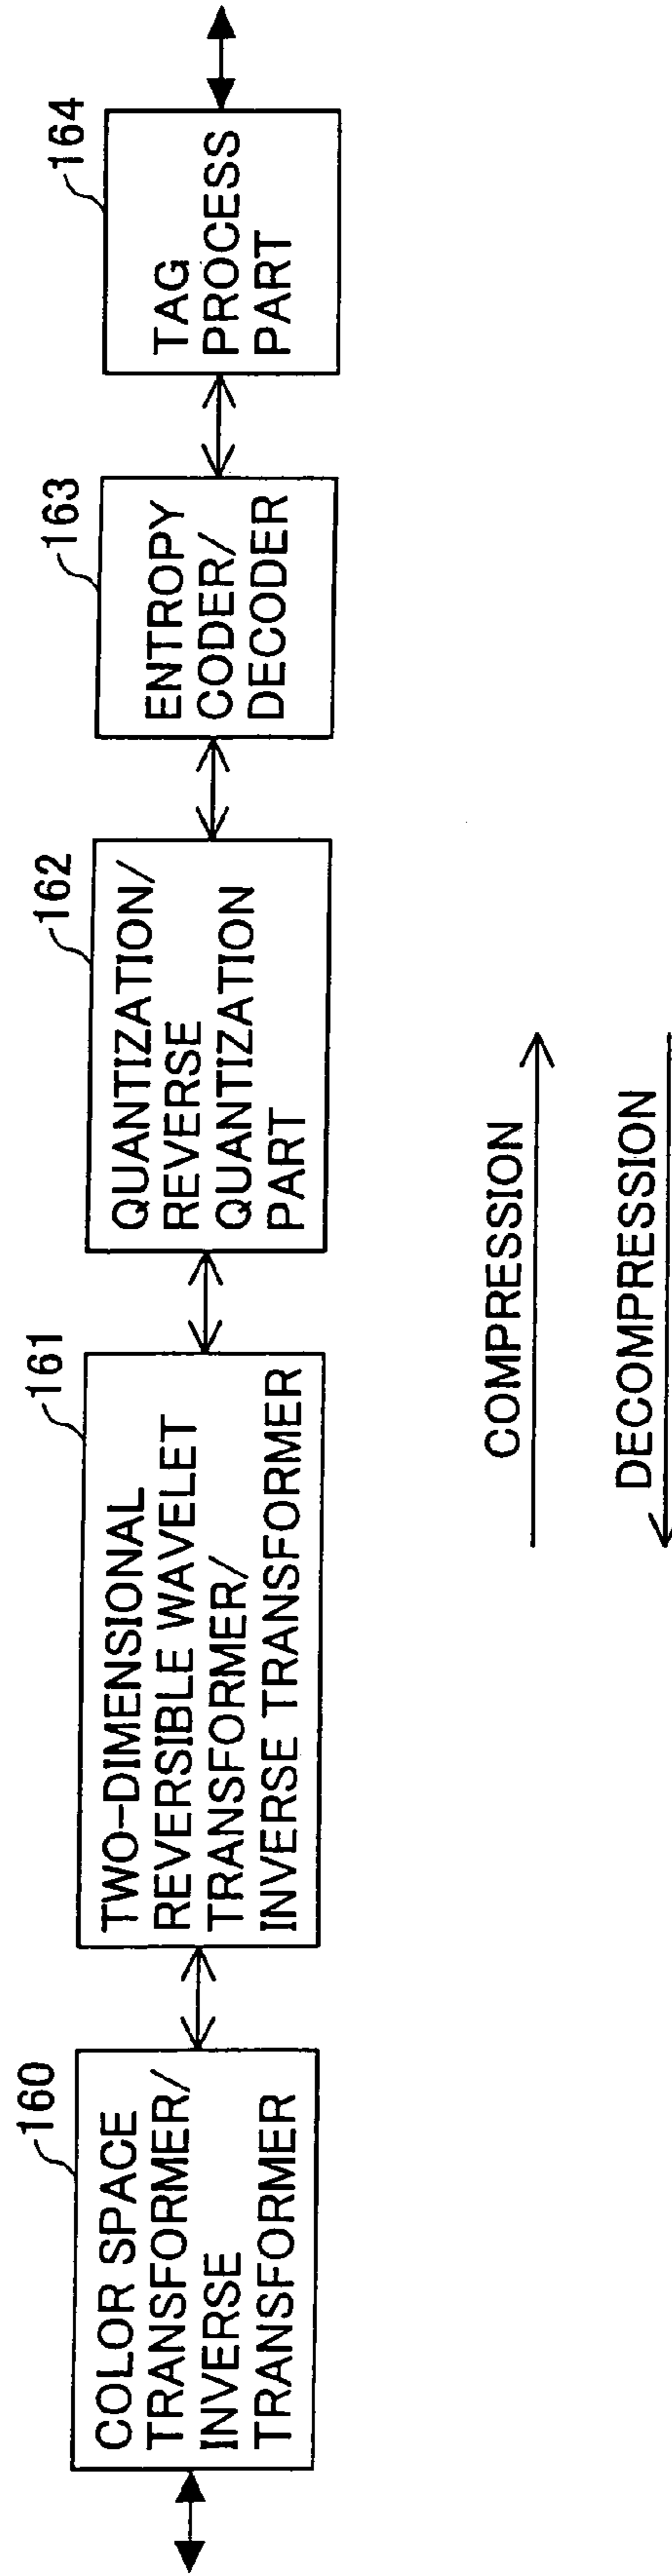 160
COLOR SPACE
TRANSFORMER/
INVERSE
TRANSFORMER
161
TWO-DIMENSIONAL
REVERSIBLE WAVELET
TRANSFORMER/
INVERSE TRANSFORMER
162
QUANTIZATION/
REVERSE
QUANTIZATION
PART
163
ENTROPY
CODER/
DECODER
164
TAG
PROCESS
PART
COMPRESSION
DECOMPRESSION